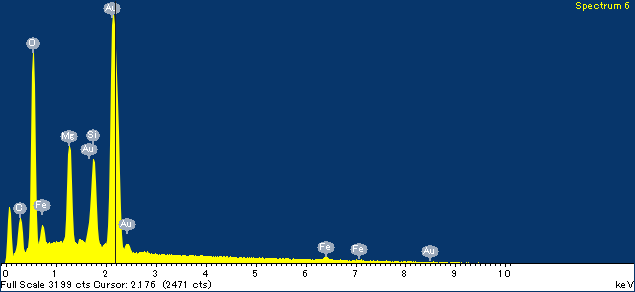 Spectrum 6
Au
O
Mg
Si
Au
C
Fe
Au
Fe
Fe
Au
0 1 2 3 4 5 6 7 8 9 10
Full Scale 3199 cts Cursor: 2.176 (2471 cts) keV